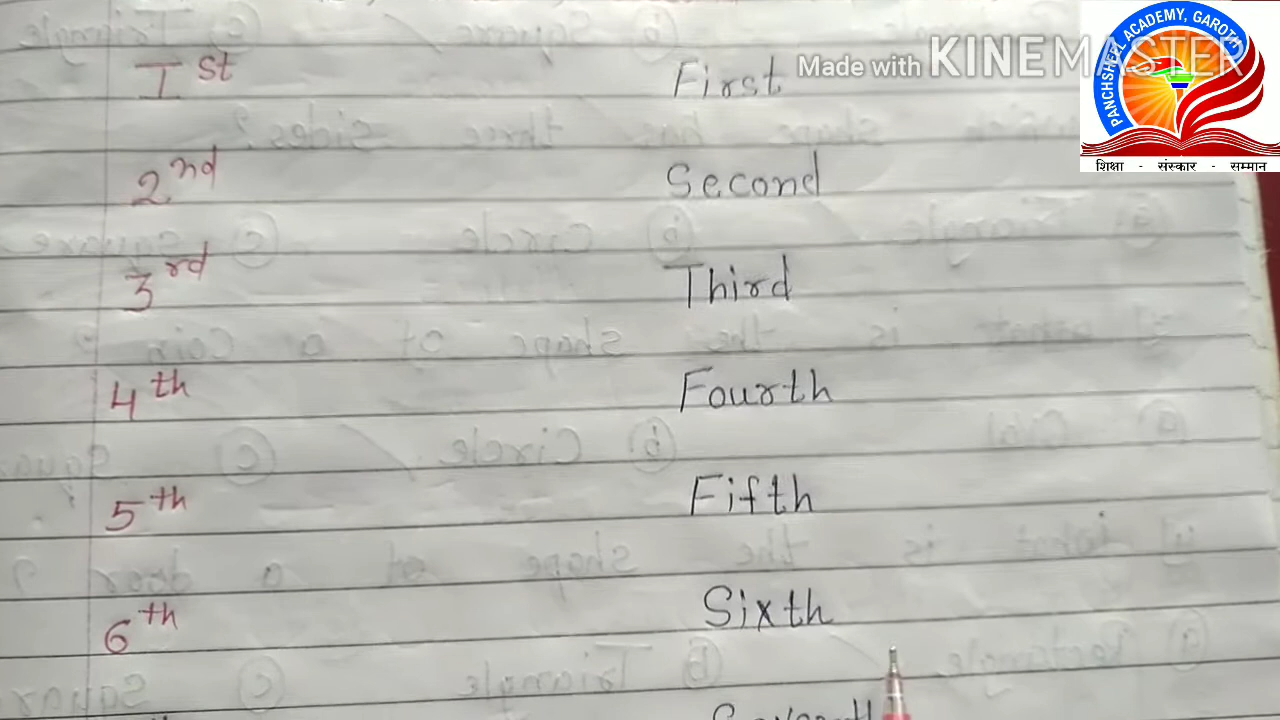 Made with KINEMASTER
PANCHSHEEL ACADEMY, GAROTH
शिक्षा - संस्कार - सम्मान
Ist First
2nd Second
3rd Third
4th Fourth
5th Fifth
6th Sixth